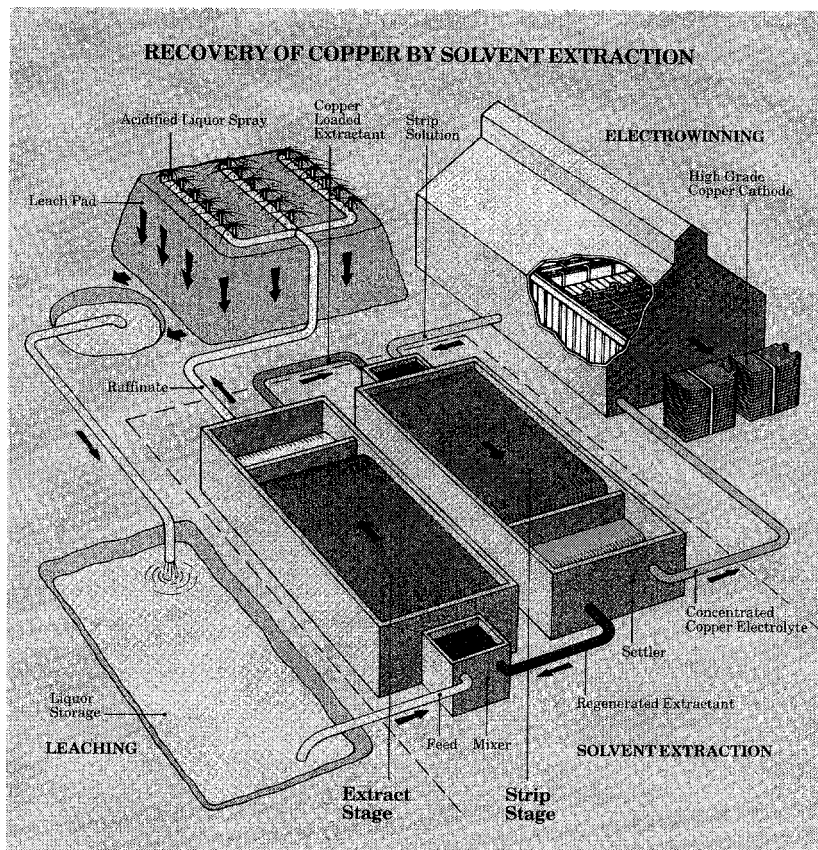 RECOVERY OF COPPER BY SOLVENT EXTRACTION
Acidified Liquor Spray
Copper
Loaded
Extractant
Strip
Solution
ELECTROWINNING
High Grade
Copper Cathode
Leach Pad
Raffinate
Concentrated
Copper Electrolyte
Settler
Liquor
Storage
Regenerated Extractant
LEACHING
Feed
Mixer
SOLVENT EXTRACTION
Extract
Stage
Strip
Stage